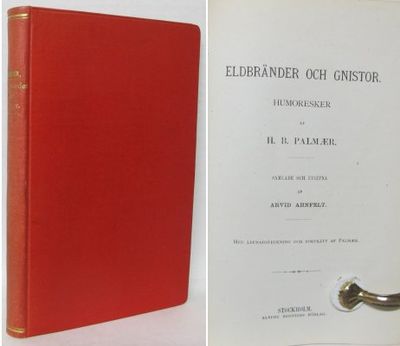 ELDBRÄNDER OCH GNISTOR.
HUMORESKER
AF
H. B. PALMÆR.
SAMLADE OCH UTGIFNA
AF
ARVID AHNFELT.
MED LEFNADSTECKNING OCH PORTRÄTT AF PALMÆR.
STOCKHOLM.
ALBERT BONNIERS FÖRLAG.